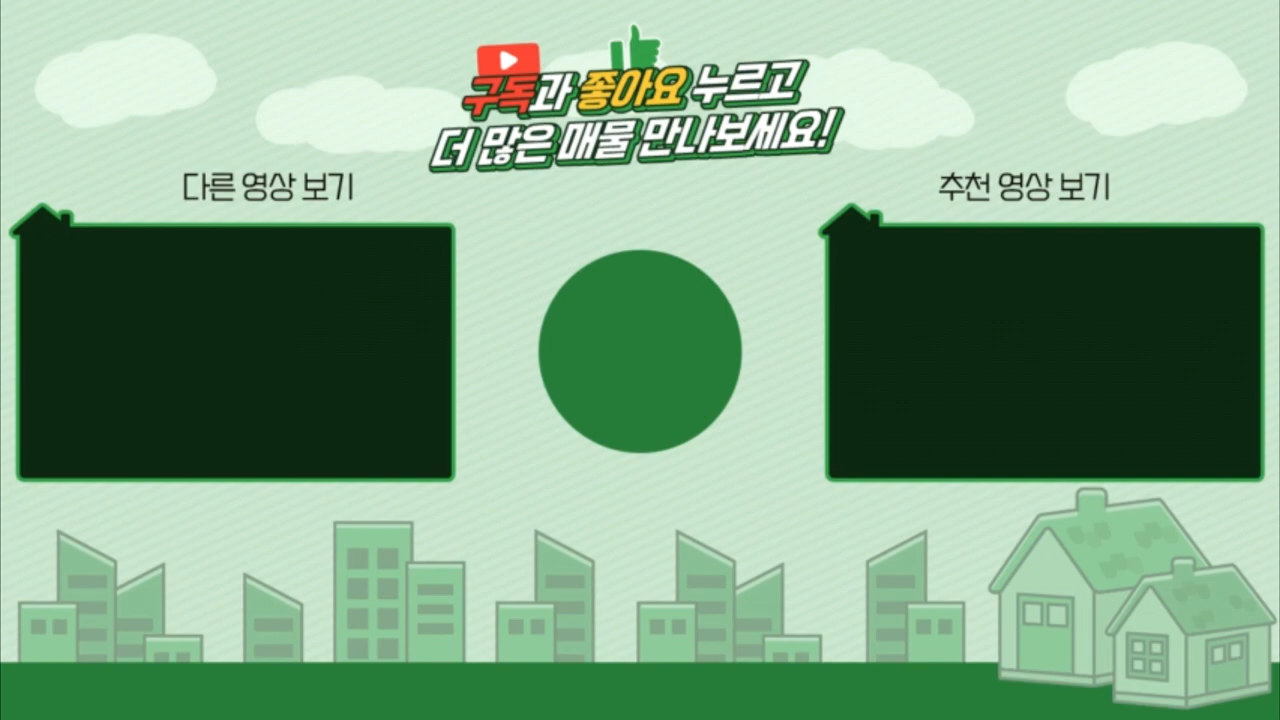 구독과 좋아요 누르고
더 많은 매물 만나보세요!
다른 영상 보기
추천 영상 보기